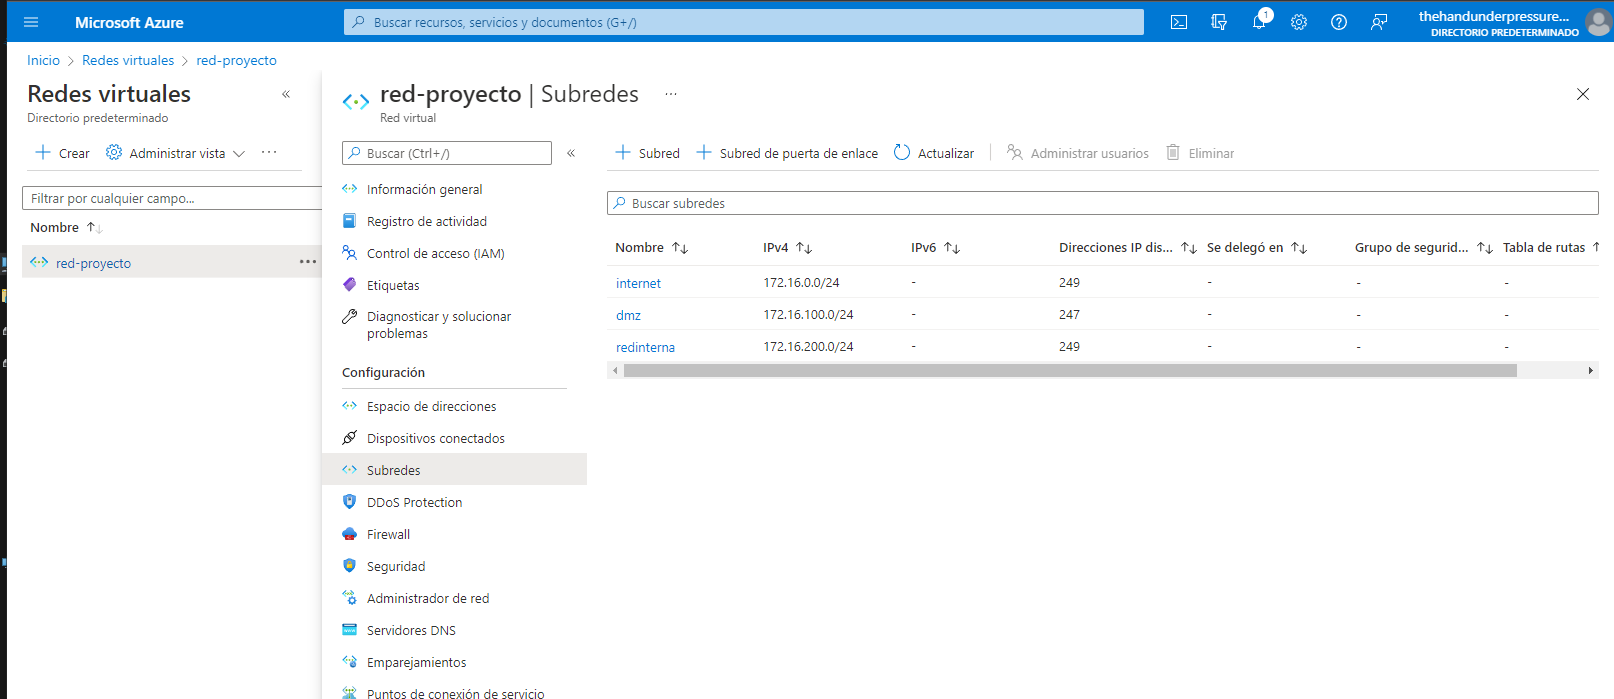 Microsoft Azure
Buscar recursos, servicios y documentos (G+/)
1
thehandunderpressure...
DIRECTORIO PREDETERMINADO
Inicio > Redes virtuales > red-proyecto
Redes virtuales
Directorio predeterminado
Crear
Administrar vista
Filtrar por cualquier campo...
Nombre
red-proyecto
red-proyecto | Subredes
Red virtual
Buscar (Ctrl+/)
Información general
Registro de actividad
Control de acceso (IAM)
Etiquetas
Diagnosticar y solucionar
problemas
Configuración
Espacio de direcciones
Dispositivos conectados
Subredes
DDoS Protection
Firewall
Seguridad
Administrador de red
Servidores DNS
Emparejamientos
Puntos de conexión de servicio
Subred
Subred de puerta de enlace
Actualizar
Administrar usuarios
Eliminar
Buscar subredes
Nombre IPv4 IPv6 Direcciones IP dis... Se delegó en Grupo de segurid... Tabla de rutas
internet 172.16.0.0/24 - 249 - - -
dmz 172.16.100.0/24 - 247 - - -
redinterna 172.16.200.0/24 - 249 - - -